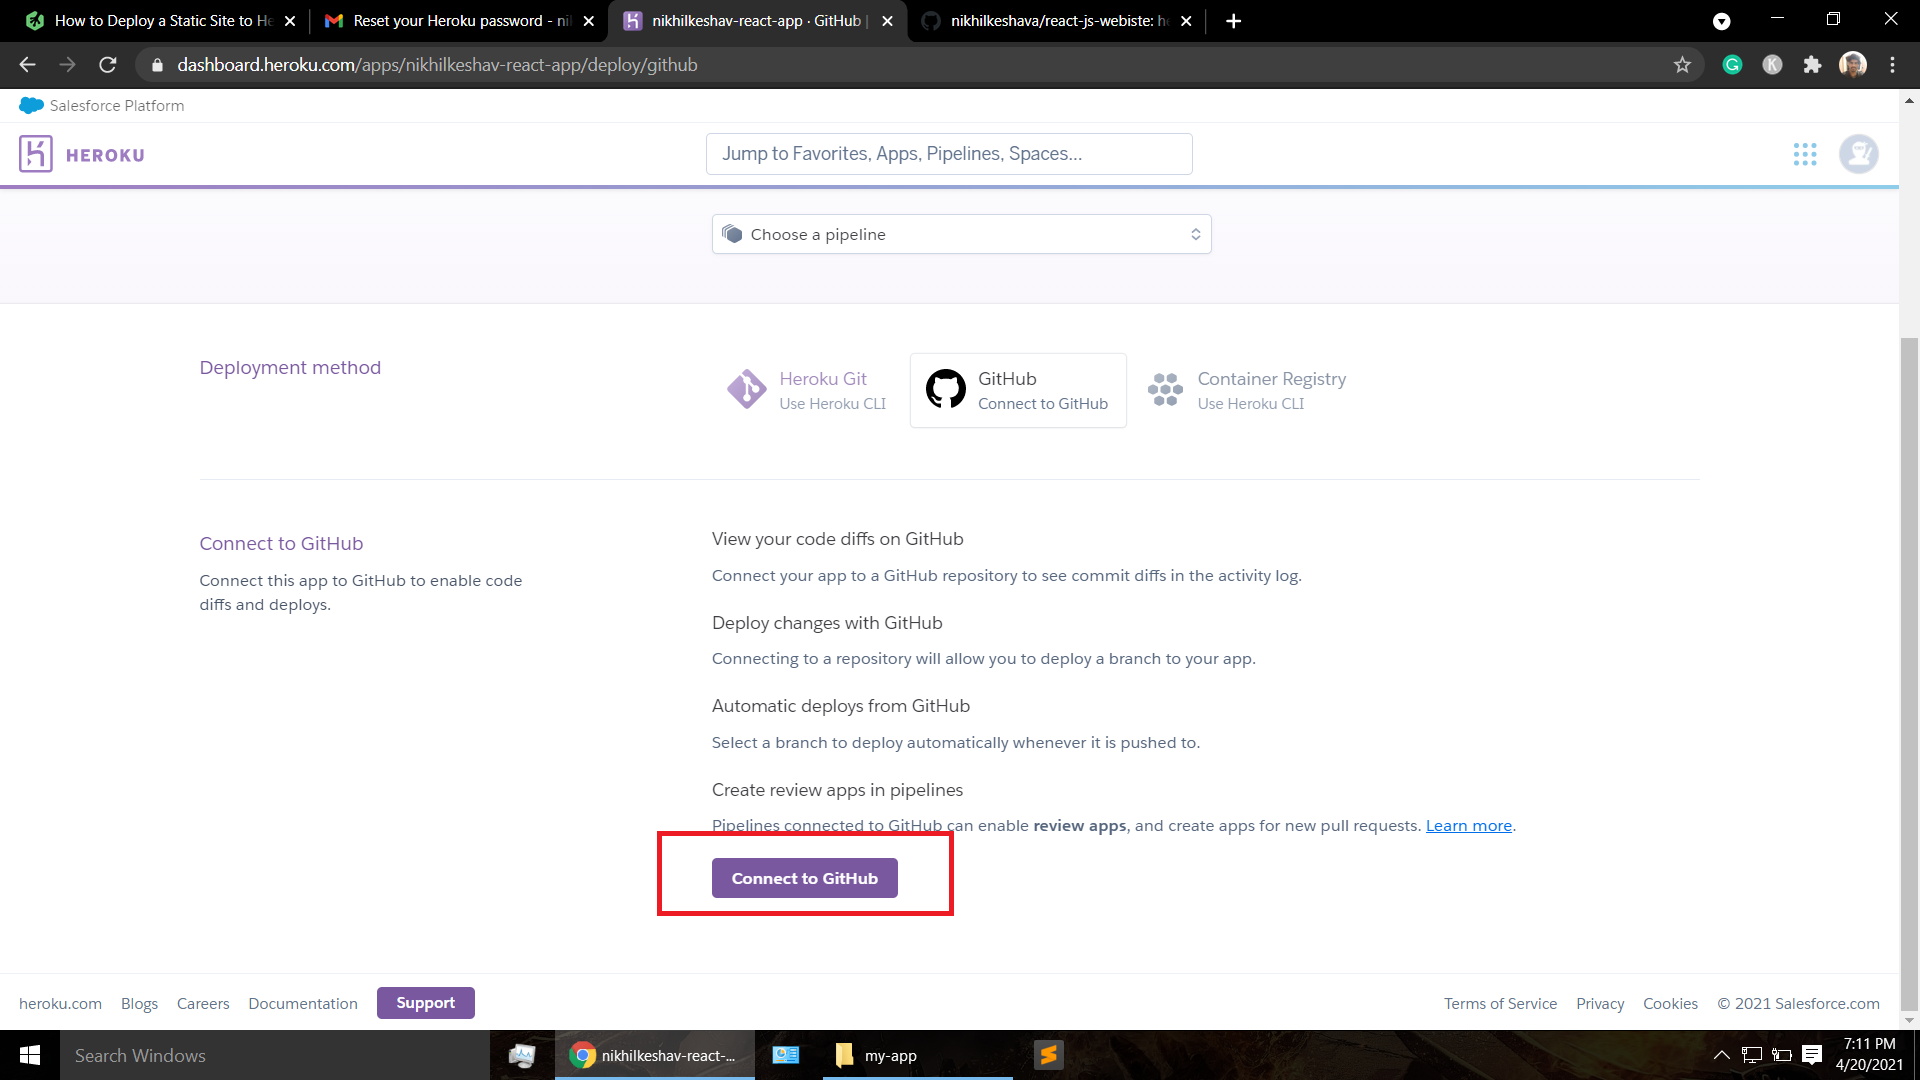 How to Deploy a Static Site to He
Reset your Heroku password - ni
nikhilkeshav-react-app · GitHub |
nikhilkeshava/react-js-webiste: he
dashboard.heroku.com/apps/nikhilkeshav-react-app/deploy/github
Salesforce Platform
HEROKU
Jump to Favorites, Apps, Pipelines, Spaces...
Choose a pipeline
Deployment method
Heroku Git
Use Heroku CLI
GitHub
Connect to GitHub
Container Registry
Use Heroku CLI
Connect to GitHub
Connect this app to GitHub to enable code
diffs and deploys.
View your code diffs on GitHub
Connect your app to a GitHub repository to see commit diffs in the activity log.
Deploy changes with GitHub
Connecting to a repository will allow you to deploy a branch to your app.
Automatic deploys from GitHub
Select a branch to deploy automatically whenever it is pushed to.
Create review apps in pipelines
Pipelines connected to GitHub can enable review apps, and create apps for new pull requests. Learn more.
Connect to GitHub
heroku.com Blogs Careers Documentation Support
Terms of Service Privacy Cookies © 2021 Salesforce.com
Search Windows
nikhilkeshav-react-...
my-app
7:11 PM
4/20/2021